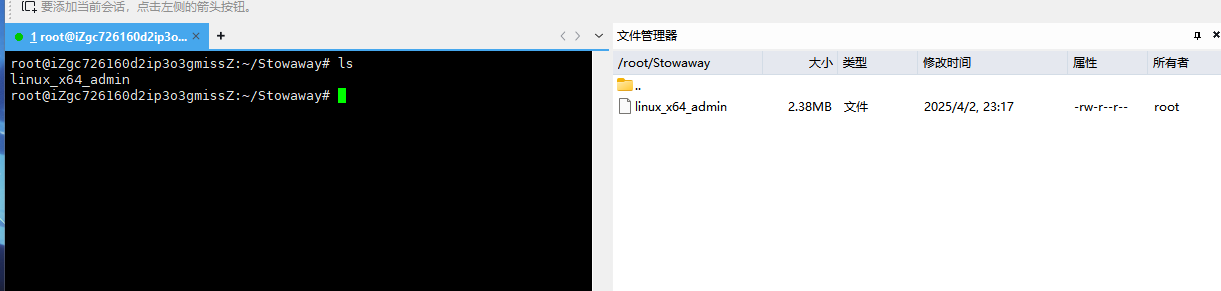 要添加当前会话，点击左侧的箭头按钮。
1 root@iZgc726160d2ip3o3...
root@iZgc726160d2ip3o3gmissZ:~/Stowaway# ls
linux_x64_admin
root@iZgc726160d2ip3o3gmissZ:~/Stowaway#
文件管理器
/root/Stowaway 大小 类型 修改时间 属性 所有者
..
linux_x64_admin 2.38MB 文件 2025/4/2, 23:17 -rw-r--r-- root